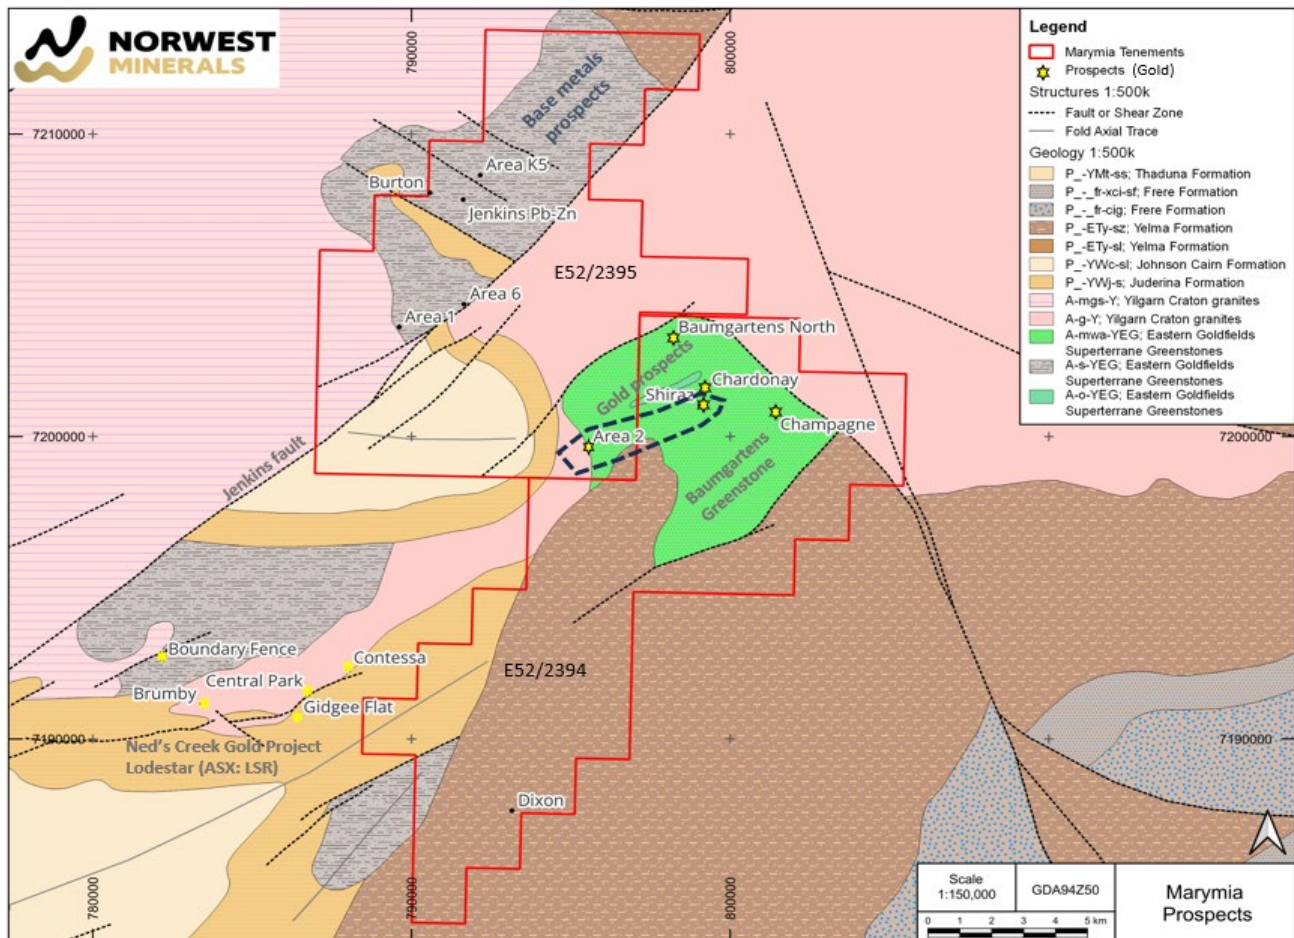 NORWEST
MINERALS
790000
800000
Legend
Marymia Tenements
Prospects (Gold)
Structures 1:500k
Fault or Shear Zone
Fold Axial Trace
Geology 1:500k
P_-YMt-ss; Thaduna Formation
P_-_fr-xci-sf; Frere Formation
P_-_fr-cig; Frere Formation
P_-ETy-sz; Yelma Formation
P_-ETy-sl; Yelma Formation
P_-YWc-sl; Johnson Cairn Formation
P_-YWj-s; Juderina Formation
A-mgs-Y; Yilgarn Craton granites
A-g-Y; Yilgarn Craton granites
A-mwa-YEG; Eastern Goldfields
Superterrane Greenstones
A-s-YEG; Eastern Goldfields
Superterrane Greenstones
A-o-YEG; Eastern Goldfields
Superterrane Greenstones
Base metals
prospects
7210000
Area K5
Burton
Jenkins Pb-Zn
E52/2395
Area 6
Area 1
Baumgartens North
Gold prospects
Chardonay
Shiraz
Champagne
Area 2
7200000
7200000
Baumgartens
Greenstone
Jenkins fault
Boundary Fence
Contessa
E52/2394
Central Park
Brumby
Gidgee Flat
Ned's Creek Gold Project
Lodestar (ASX: LSR)
7190000
7190000
Dixon
780000
790000
800000
Scale
1:150,000
GDA94Z50
0 1 2 3 4 5 km
Marymia
Prospects